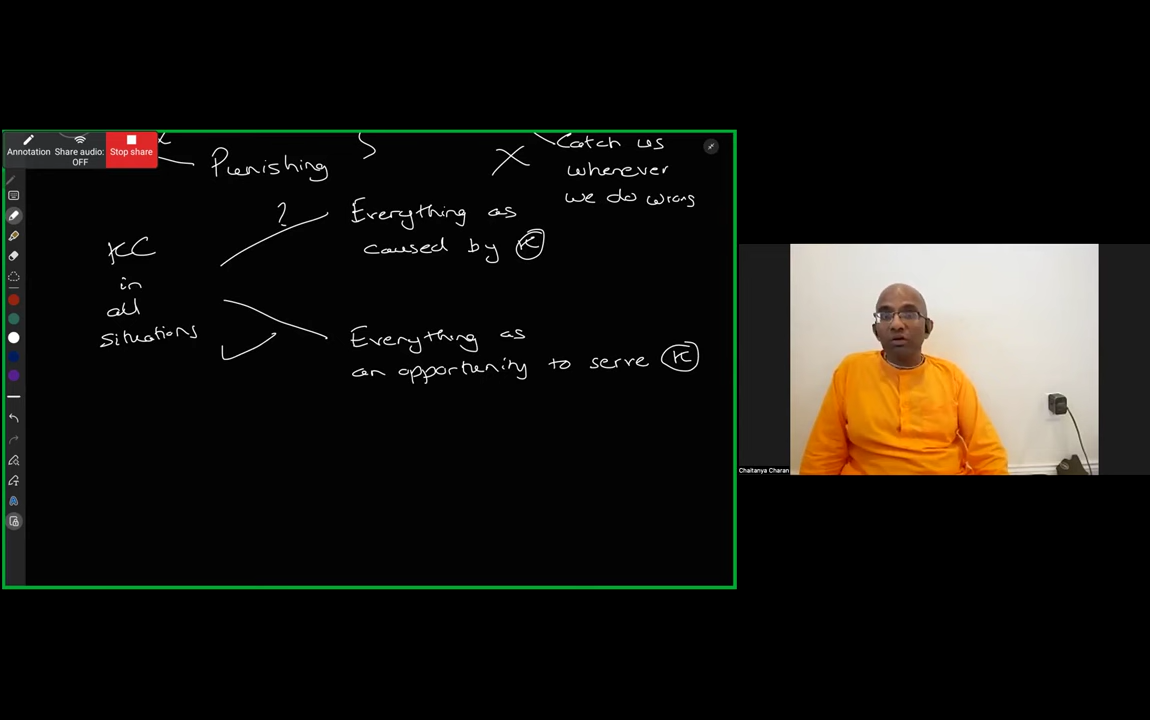 Annotation
Share audio:
OFF
Stop share
Punishing
Catch us
whenever
we do wrong
?
Everything as
caused by K
KC
in
all
situations
Everything as
an opportunity to serve K
Chaitanya Charan